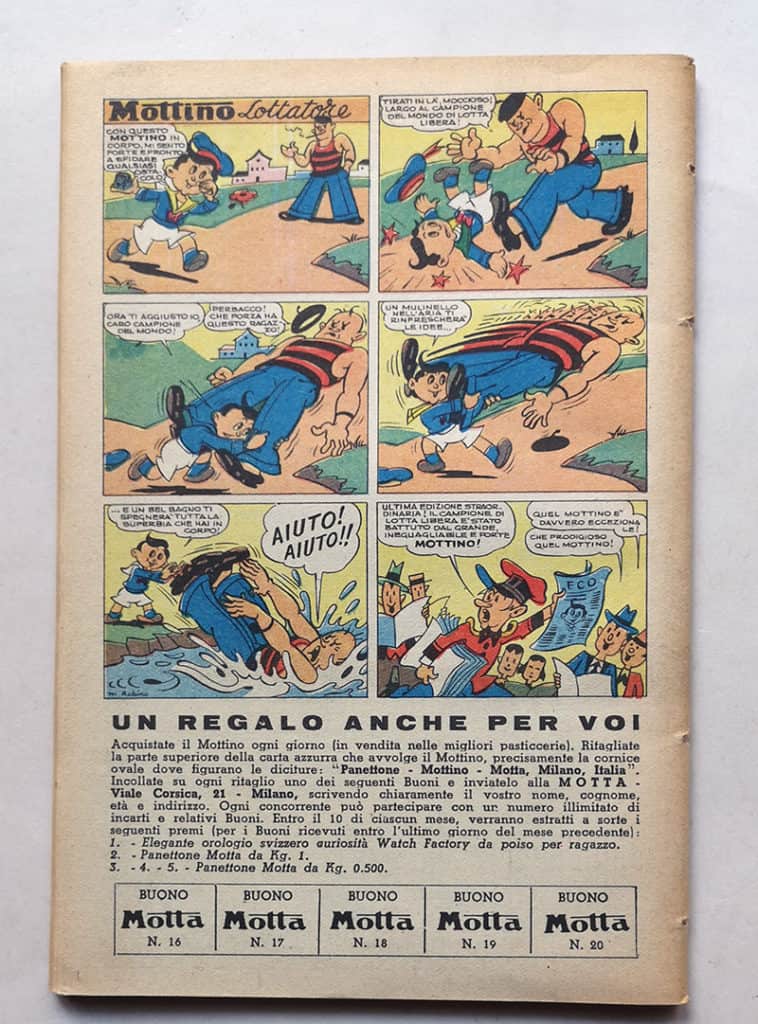 Mottino Lottatore
CON QUESTO
MOTTINO IN
CORPO, MI SENTO
FORTE E PRONTO
A SFIDARE
QUALSIASI
OSTA
COLO!
TIRATI IN LÀ, MOCCIOSO!
LARGO AL CAMPIONE
DEL MONDO DI LOTTA
LIBERA!
ORA TI AGGIUSTO IO
CARO CAMPIONE
DEL MONDO!
PERBACCO!
CHE FORZA HA
QUESTO RAGAZ
ZO!
UN MULINELLO
NELL'ARIA TI
RINFRESCHERÀ
LE IDEE...
... E UN BEL BAGNO TI
SPEGNERÀ TUTTA LA
SUPERBIA CHE HAI IN
CORPO!
AIUTO!
AIUTO!!
ULTIMA EDIZIONE STRAOR
DINARIA! IL CAMPIONE DI
LOTTA LIBERA È STATO
BATTUTO DAL GRANDE,
INEGUAGLIABILE E FORTE
MOTTINO!
QUEL MOTTINO È
DAVVERO ECCEZIONA
LE!
CHE PRODIGIOSO
QUEL MOTTINO!
ECO
UN REGALO ANCHE PER VOI
Acquistate il Mottino ogni giorno (in vendita nelle migliori pasticcerie). Ritagliate
la parte superiore della carta azzurra che avvolge il Mottino, precisamente la cornice
ovale dove figurano le diciture: "Panettone - Mottino - Motta, Milano, Italia".
Incollate su ogni ritaglio uno dei seguenti Buoni e inviatelo alla MOTTA -
Viale Corsica, 21 - Milano, scrivendo chiaramente il vostro nome, cognome,
età e indirizzo. Ogni concorrente può partecipare con un numero illimitato di
incarti e relativi Buoni. Entro il 10 di ciascun mese, verranno estratti a sorte i
seguenti premi (per i Buoni ricevuti entro l'ultimo giorno del mese precedente):
1. - Elegante orologio svizzero auriosità Watch Factory da polso per ragazzo.
2. - Panettone Motta da Kg. 1.
3. - 4. - 5. - Panettone Motta da Kg. 0.500.
BUONO BUONO BUONO BUONO BUONO
Motta Motta Motta Motta Motta
N. 16 N. 17 N. 18 N. 19 N. 20